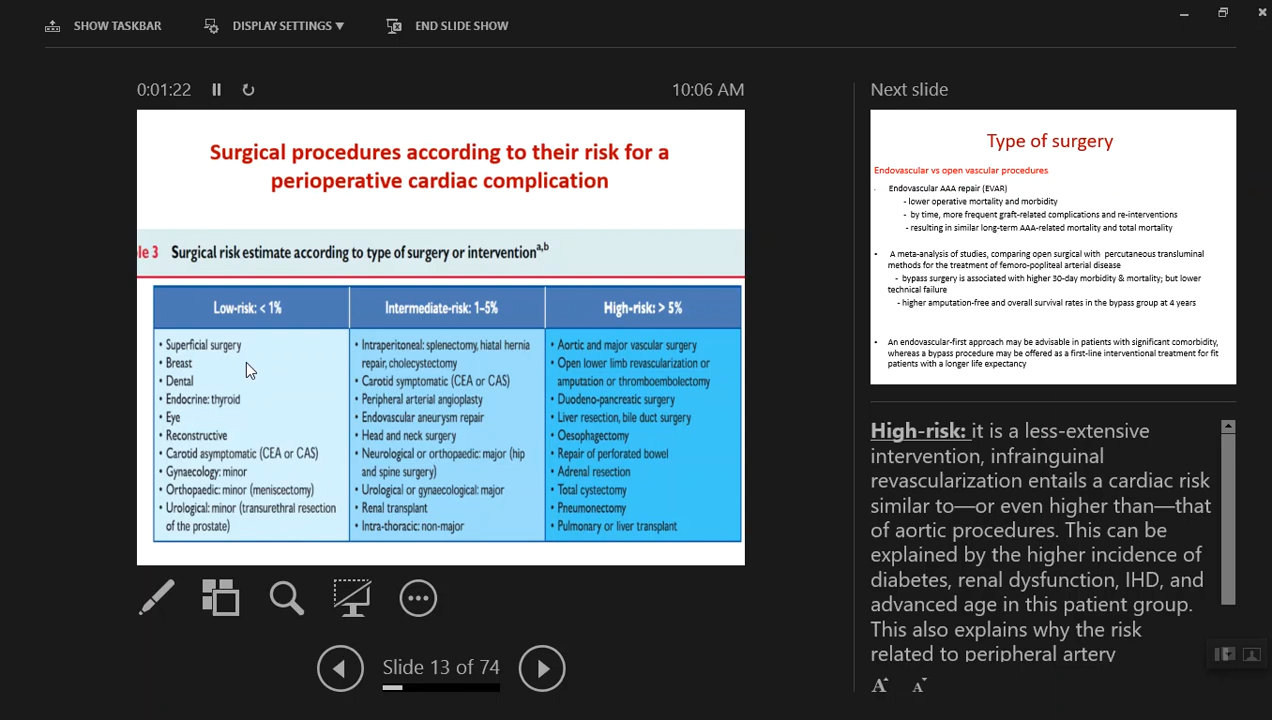 SHOW TASKBAR
DISPLAY SETTINGS ▼
END SLIDE SHOW
0:01:22
10:06 AM
Surgical procedures according to their risk for a
perioperative cardiac complication
le 3 Surgical risk estimate according to type of surgery or intervention a,b
Low-risk: < 1%
• Superficial surgery
• Breast
• Dental
• Endocrine: thyroid
• Eye
• Reconstructive
• Carotid asymptomatic (CEA or CAS)
• Gynaecology: minor
• Orthopaedic: minor (meniscectomy)
• Urological: minor (transurethral resection
of the prostate)
Intermediate-risk: 1–5%
• Intraperitoneal: splenectomy, hiatal hernia
repair, cholecystectomy
• Carotid symptomatic (CEA or CAS)
• Peripheral arterial angioplasty
• Endovascular aneurysm repair
• Head and neck surgery
• Neurological or orthopaedic: major (hip
and spine surgery)
• Urological or gynaecological: major
• Renal transplant
• Intra-thoracic: non-major
High-risk: > 5%
• Aortic and major vascular surgery
• Open lower limb revascularization or
amputation or thromboembolectomy
• Duodeno-pancreatic surgery
• Liver resection, bile duct surgery
• Oesophagectomy
• Repair of perforated bowel
• Adrenal resection
• Total cystectomy
• Pneumonectomy
• Pulmonary or liver transplant
Slide 13 of 74
Next slide
Type of surgery
Endovascular vs open vascular procedures
Endovascular AAA repair (EVAR)
- lower operative mortality and morbidity
- by time, more frequent graft-related complications and re-interventions
- resulting in similar long-term AAA-related mortality and total mortality
• A meta-analysis of studies, comparing open surgical with percutaneous transluminal
methods for the treatment of femoro-popliteal arterial disease
- bypass surgery is associated with higher 30-day morbidity & mortality; but lower
technical failure
- higher amputation-free and overall survival rates in the bypass group at 4 years
• An endovascular-first approach may be advisable in patients with significant comorbidity,
whereas a bypass procedure may be offered as a first-line interventional treatment for fit
patients with a longer life expectancy
High-risk: it is a less-extensive
intervention, infrainguinal
revascularization entails a cardiac risk
similar to—or even higher than—that
of aortic procedures. This can be
explained by the higher incidence of
diabetes, renal dysfunction, IHD, and
advanced age in this patient group.
This also explains why the risk
related to peripheral artery
A A